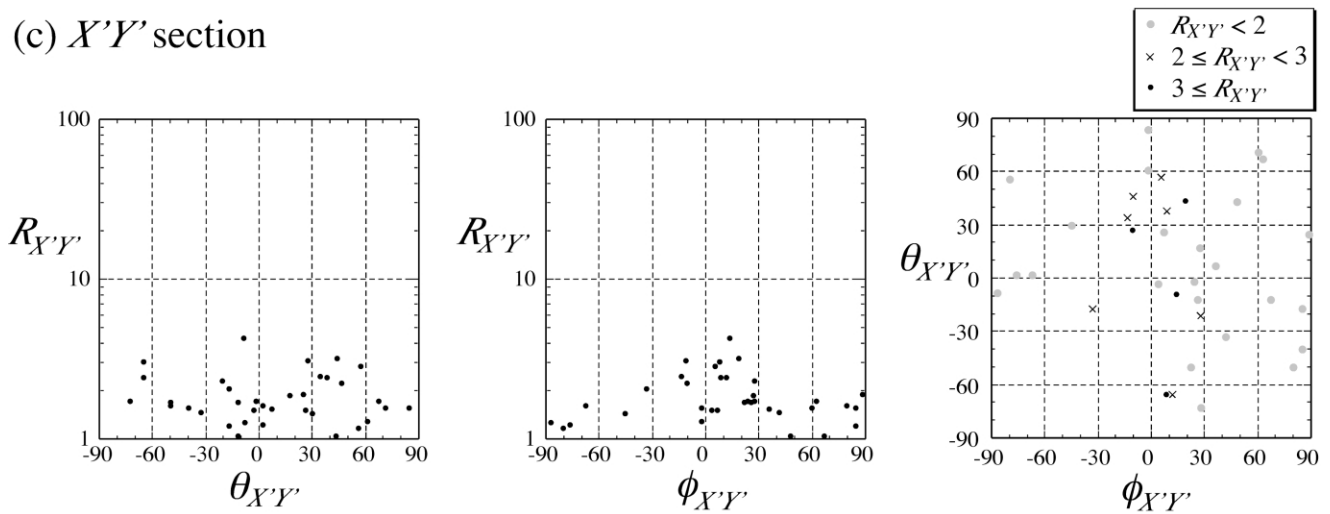 (c) X’Y’ section
R_X’Y’ < 2
× 2 ≤ R_X’Y’ < 3
3 ≤ R_X’Y’
100
10
1
R_X’Y’
-90 -60 -30 0 30 60 90
θ_X’Y’
100
10
1
R_X’Y’
-90 -60 -30 0 30 60 90
ϕ_X’Y’
90
60
30
0
-30
-60
-90
θ_X’Y’
-90 -60 -30 0 30 60 90
ϕ_X’Y’